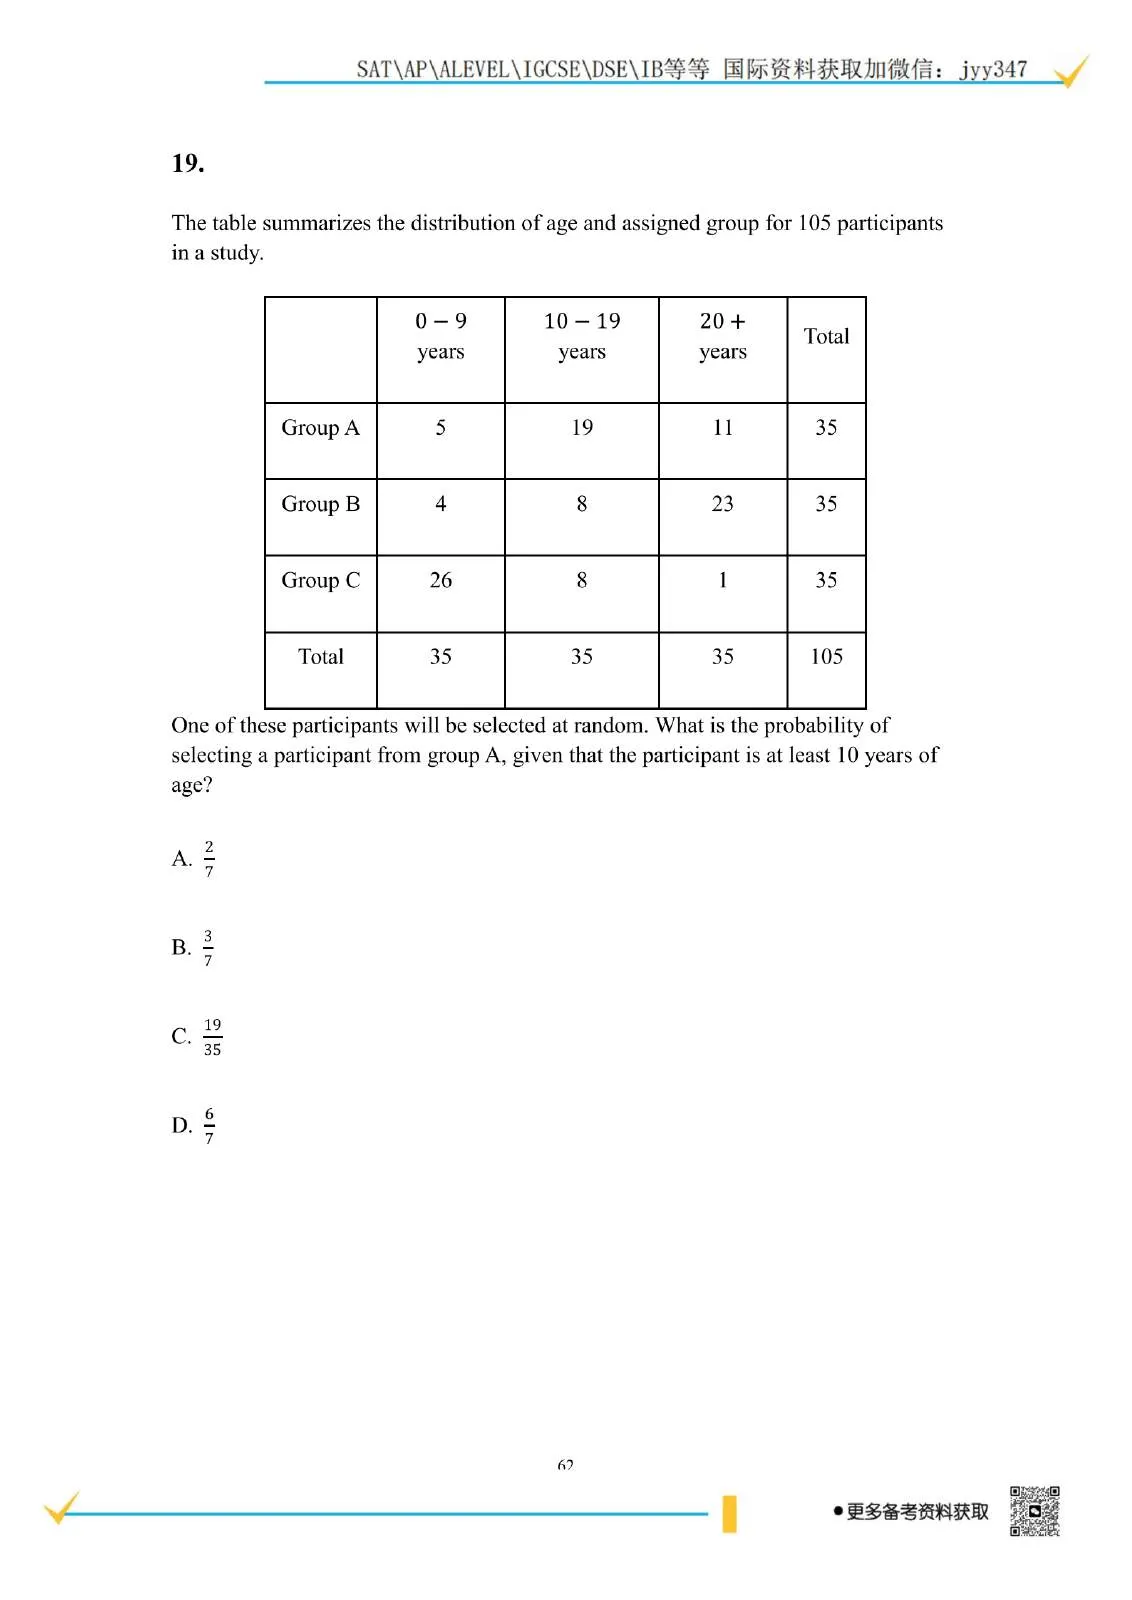 SAT\AP\ALEVEL\IGCSE\DSE\IB等等 国际资料获取加微信：jyy347
19.
The table summarizes the distribution of age and assigned group for 105 participants
in a study.
0 − 9 years 10 − 19 years 20 + years Total
Group A 5 19 11 35
Group B 4 8 23 35
Group C 26 8 1 35
Total 35 35 35 105
One of these participants will be selected at random. What is the probability of
selecting a participant from group A, given that the participant is at least 10 years of
age?
A. 2/7
B. 3/7
C. 19/35
D. 6/7
62
●更多备考资料获取